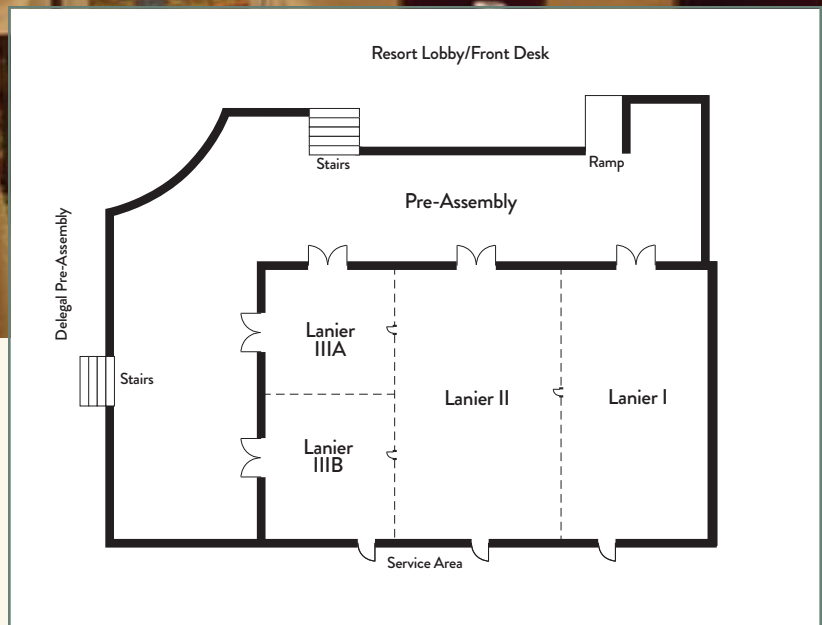 Resort Lobby/Front Desk
Stairs
Ramp
Pre-Assembly
Delegal Pre-Assembly
Lanier
IIIA
Stairs
Lanier II
Lanier I
Lanier
IIIB
Service Area